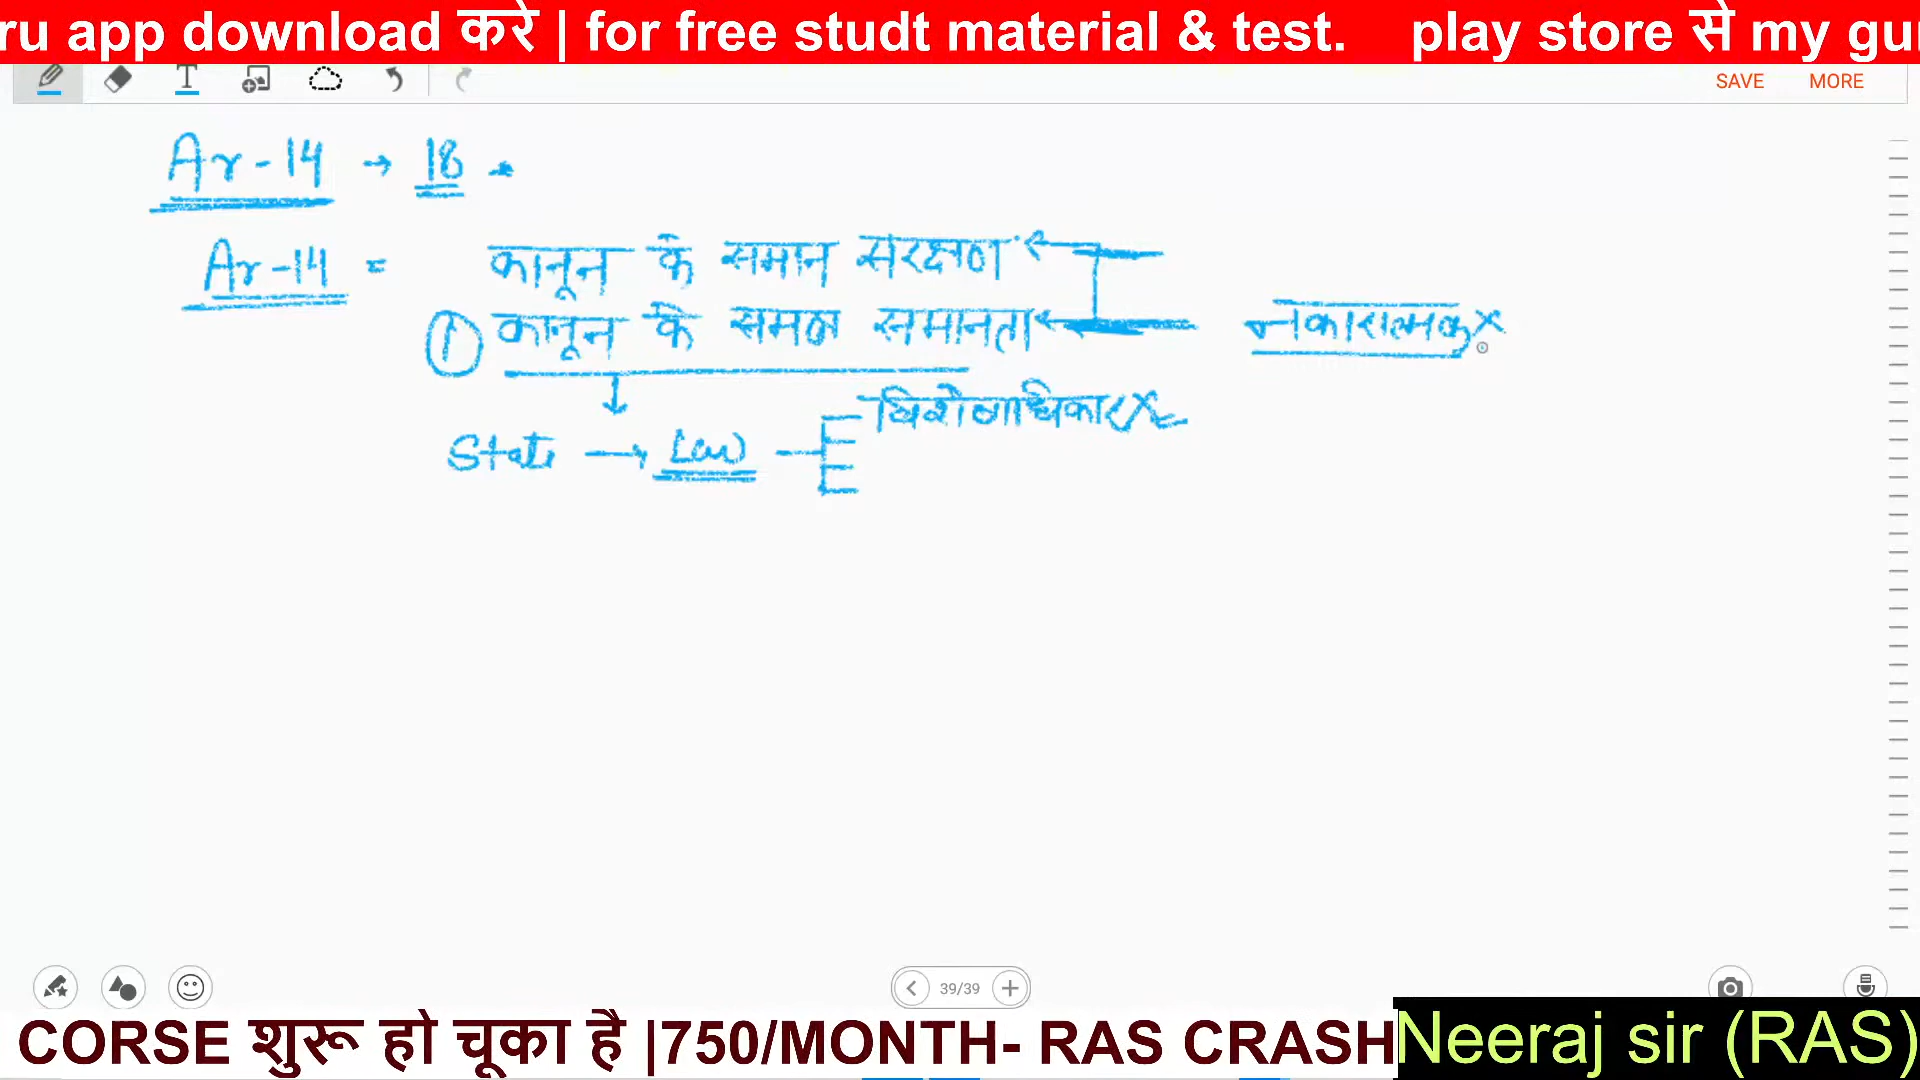 ru app download करे | for free studt material & test. play store से my gu
SAVE MORE
Ar-14 → 18
Ar-14 = कानून के समान संरक्षण
① कानून के समक्ष समानता नकारात्मक ×
विशेषाधिकार ×
State → Law
39/39
CORSE शुरू हो चूका है |750/MONTH- RAS CRASH
Neeraj sir (RAS)